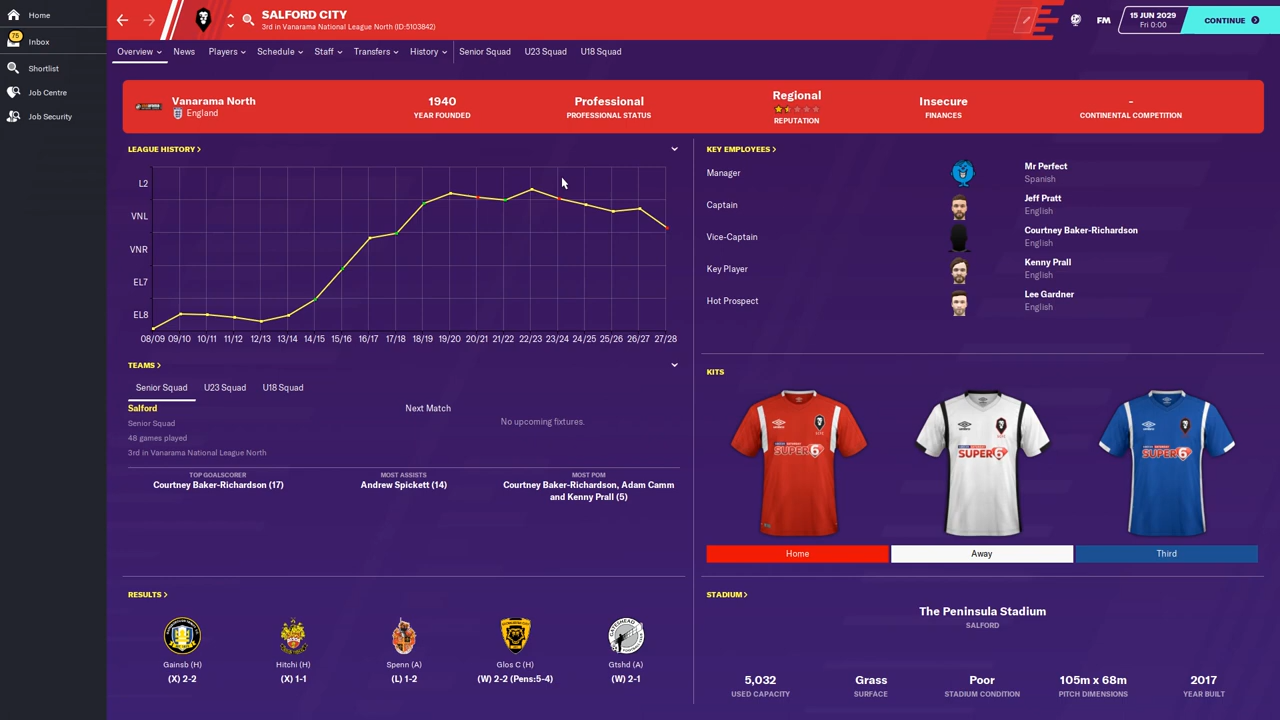 Home
75
Inbox
Shortlist
Job Centre
Job Security
SALFORD CITY
3rd in Vanarama National League North (ID:5103842)
FM
15 JUN 2029
Fri 0:00
CONTINUE
Overview
News
Players
Schedule
Staff
Transfers
History
Senior Squad
U23 Squad
U18 Squad
Vanarama North
England
1940
YEAR FOUNDED
Professional
PROFESSIONAL STATUS
Regional
REPUTATION
Insecure
FINANCES
-
CONTINENTAL COMPETITION
LEAGUE HISTORY >
L2
VNL
VNR
EL7
EL8
08/09 09/10 10/11 11/12 12/13 13/14 14/15 15/16 16/17 17/18 18/19 19/20 20/21 21/22 22/23 23/24 24/25 25/26 26/27 27/28
TEAMS >
Senior Squad U23 Squad U18 Squad
Salford
Senior Squad
48 games played
3rd in Vanarama National League North
Next Match
No upcoming fixtures.
TOP GOALSCORER
Courtney Baker-Richardson (17)
MOST ASSISTS
Andrew Spickett (14)
MOST POM
Courtney Baker-Richardson, Adam Camm
and Kenny Prall (5)
RESULTS >
Gainsb (H)
(X) 2-2
Hitchi (H)
(X) 1-1
Spenn (A)
(L) 1-2
Glos C (H)
(W) 2-2 (Pens:5-4)
Gtshd (A)
(W) 2-1
KEY EMPLOYEES >
Manager
Mr Perfect
Spanish
Captain
Jeff Pratt
English
Vice-Captain
Courtney Baker-Richardson
English
Key Player
Kenny Prall
English
Hot Prospect
Lee Gardner
English
KITS
SUPER 6
SUPER 6
SUPER 6
Home
Away
Third
STADIUM >
The Peninsula Stadium
SALFORD
5,032
USED CAPACITY
Grass
SURFACE
Poor
STADIUM CONDITION
105m x 68m
PITCH DIMENSIONS
2017
YEAR BUILT